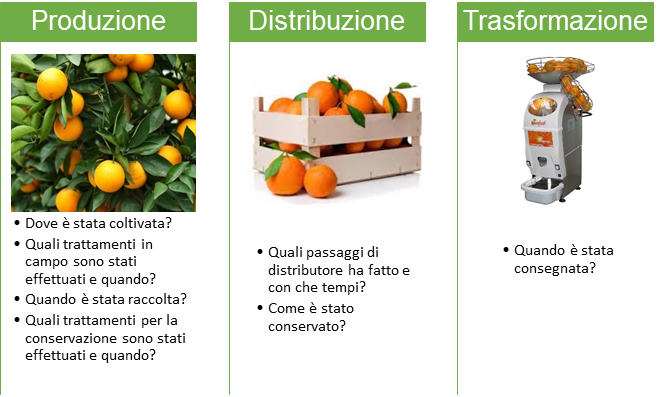 Produzione
• Dove è stata coltivata?
• Quali trattamenti in
campo sono stati
effettuati e quando?
• Quando è stata raccolta?
• Quali trattamenti per la
conservazione sono stati
effettuati e quando?
Distribuzione
• Quali passaggi di
distributore ha fatto e
con che tempi?
• Come è stato
conservato?
Trasformazione
• Quando è stata
consegnata?